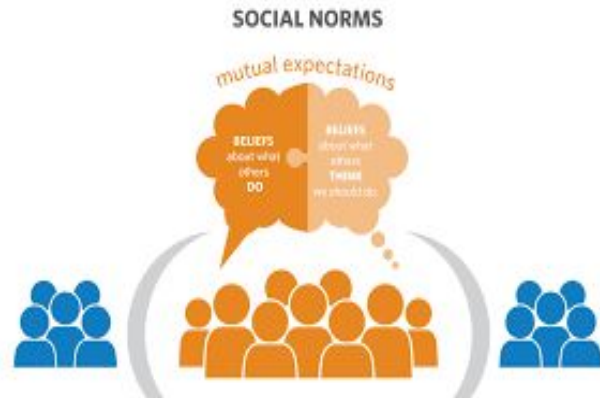 SOCIAL NORMS
mutual expectations
BELIEFS
about what
others
DO
BELIEFS
about what
others
THINK
we should do